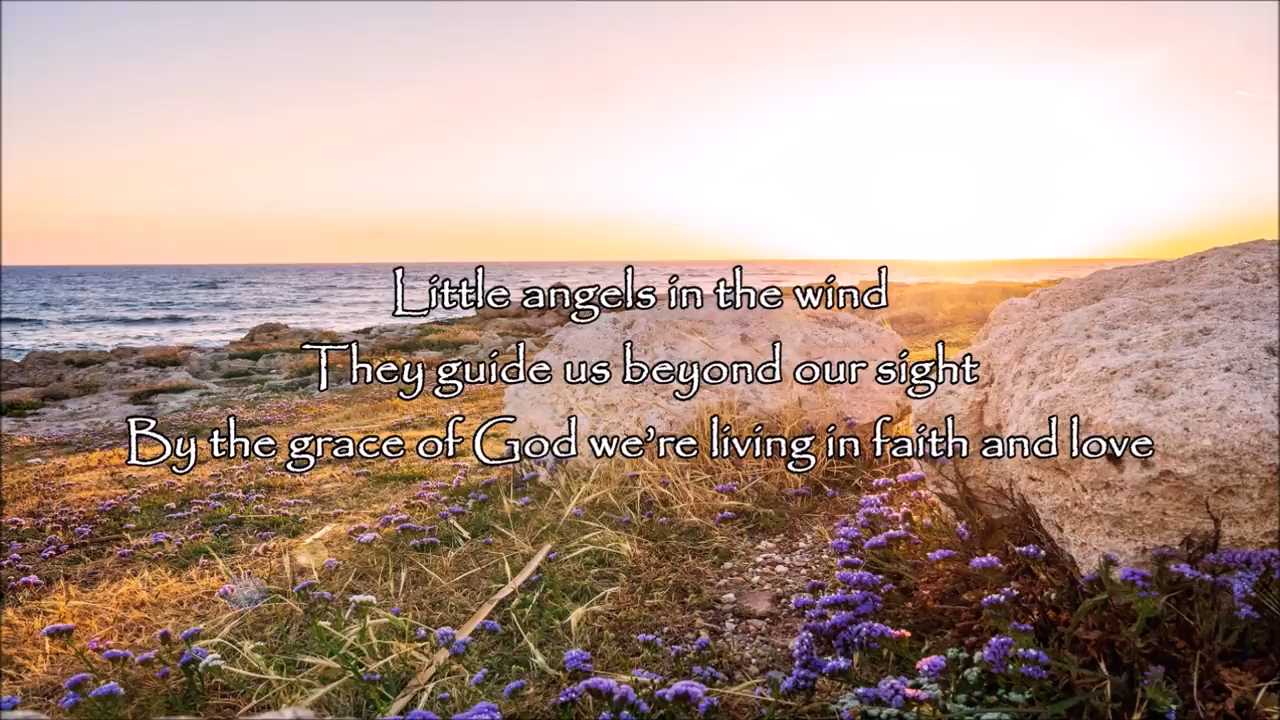 Little angels in the wind
They guide us beyond our sight
By the grace of God we’re living in faith and love